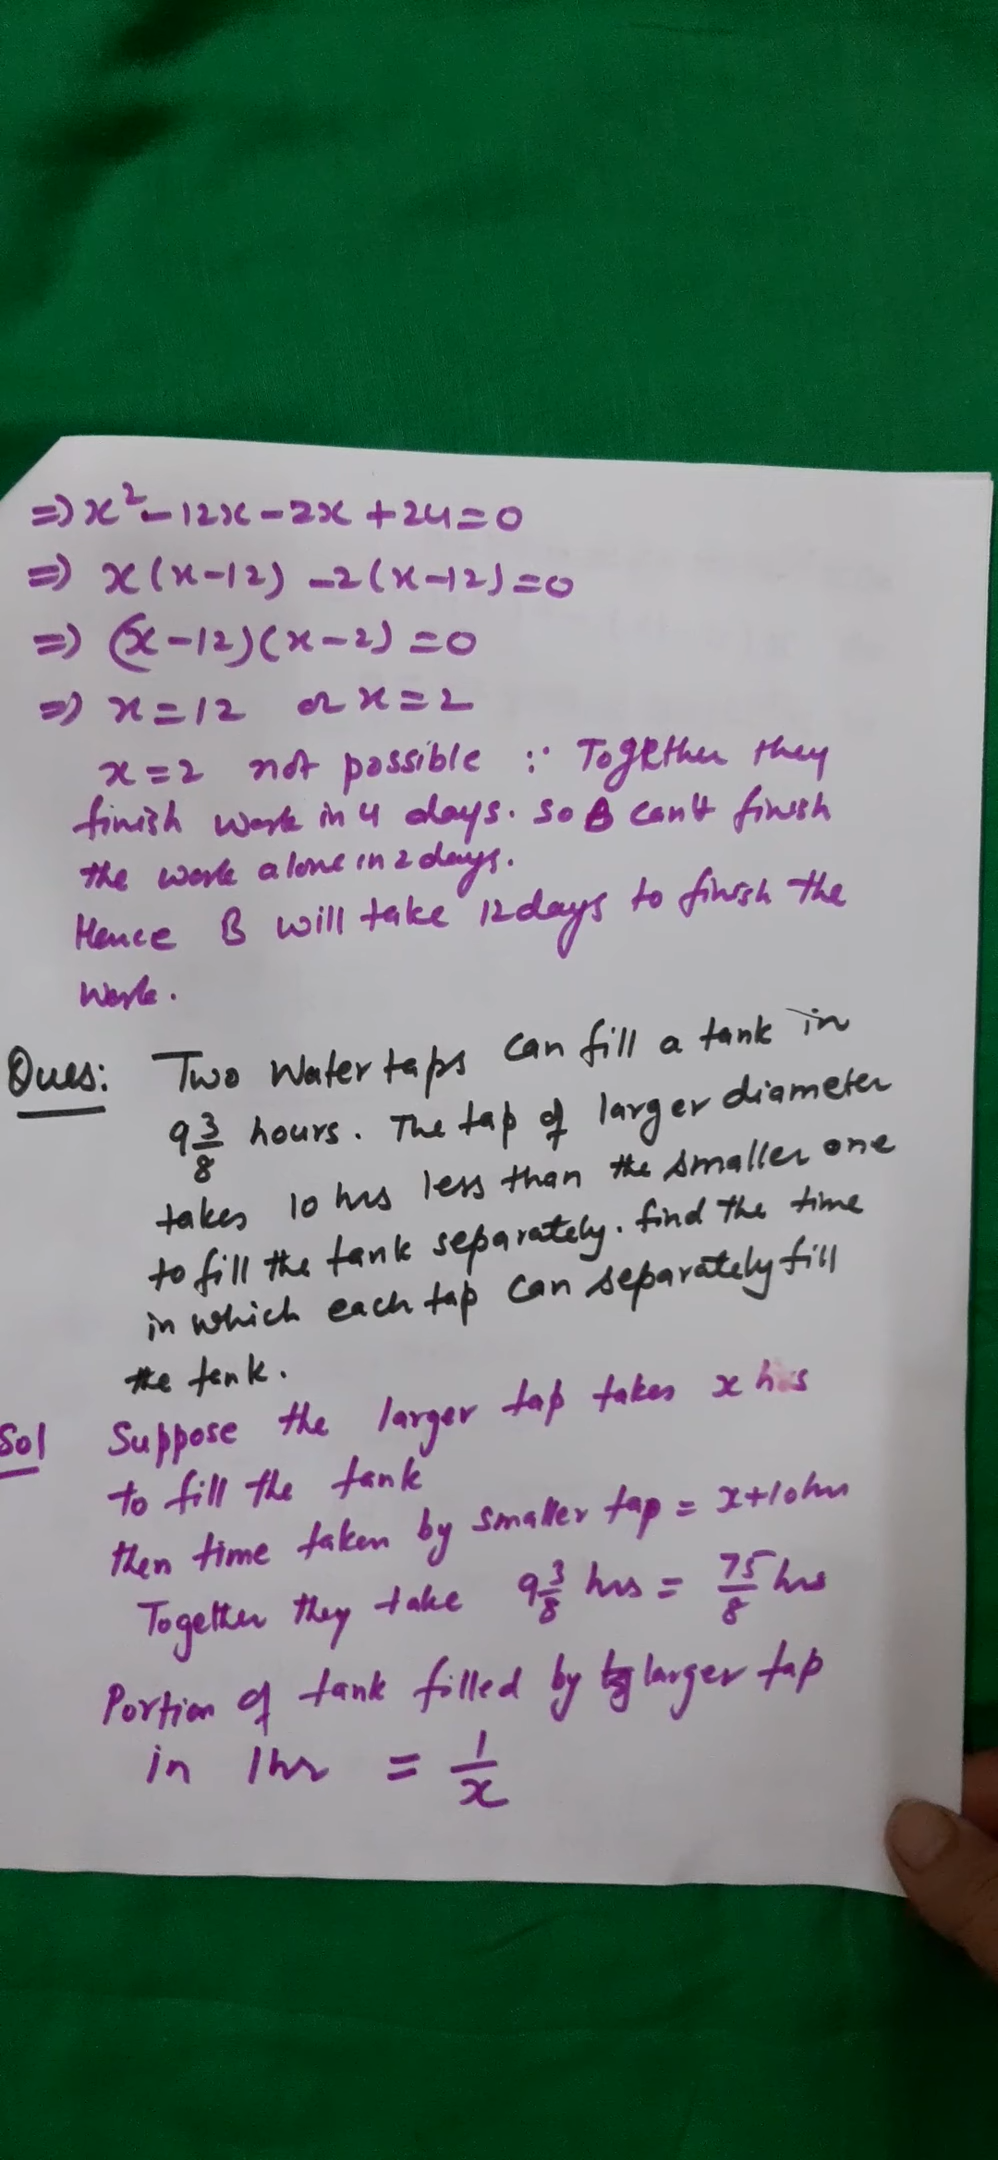 ⇒ x² - 12x - 2x + 24 = 0
⇒ x(x-12) -2(x-12) = 0
⇒ (x-12)(x-2) = 0
⇒ x = 12 or x = 2
x = 2 not possible ∵ Together they
finish work in 4 days. So B can't finish
the work alone in 2 days.
Hence B will take 12 days to finish the
work.
Ques: Two water taps can fill a tank in
9 3/8 hours. The tap of larger diameter
takes 10 hrs less than the smaller one
to fill the tank separately. find the time
in which each tap can separately fill
the tank.
Sol Suppose the larger tap takes x hrs
to fill the tank
then time taken by smaller tap = x+10 hrs
Together they take 9 3/8 hrs = 75/8 hrs
Portion of tank filled by larger tap
in 1 hr = 1/x